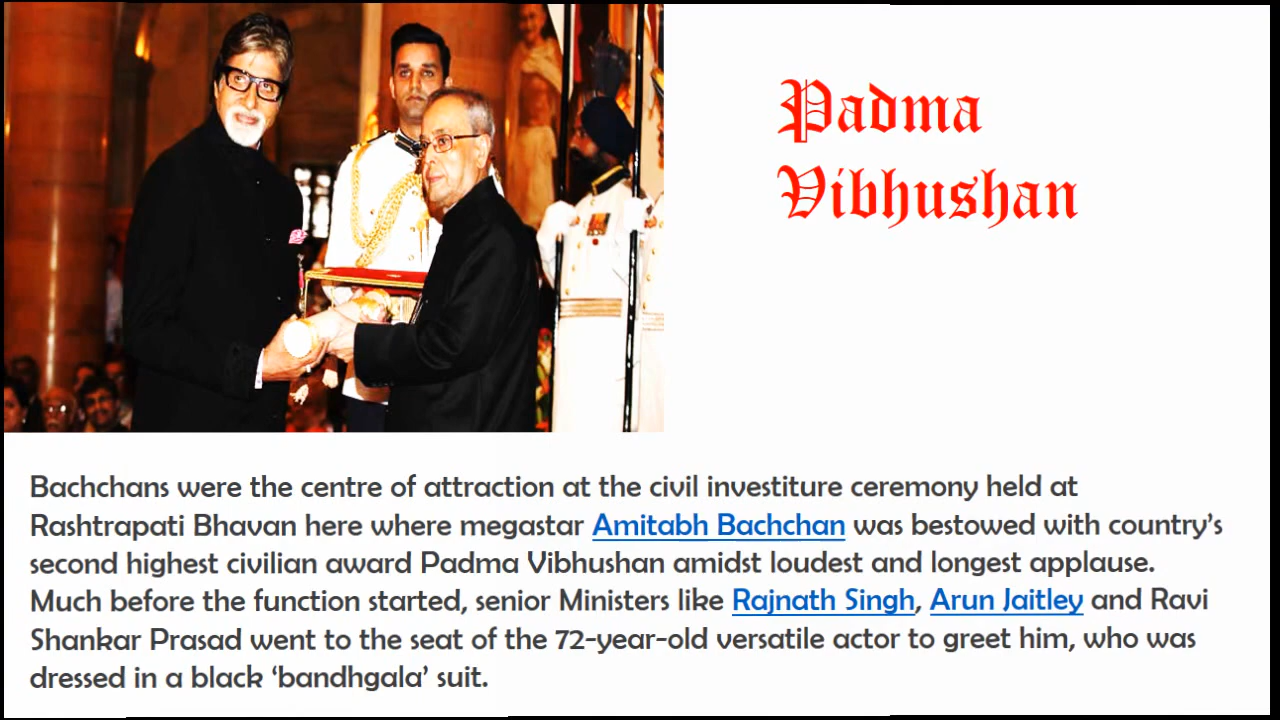 Padma
Vibhushan
Bachchans were the centre of attraction at the civil investiture ceremony held at
Rashtrapati Bhavan here where megastar Amitabh Bachchan was bestowed with country's
second highest civilian award Padma Vibhushan amidst loudest and longest applause.
Much before the function started, senior Ministers like Rajnath Singh, Arun Jaitley and Ravi
Shankar Prasad went to the seat of the 72-year-old versatile actor to greet him, who was
dressed in a black ‘bandhgala’ suit.